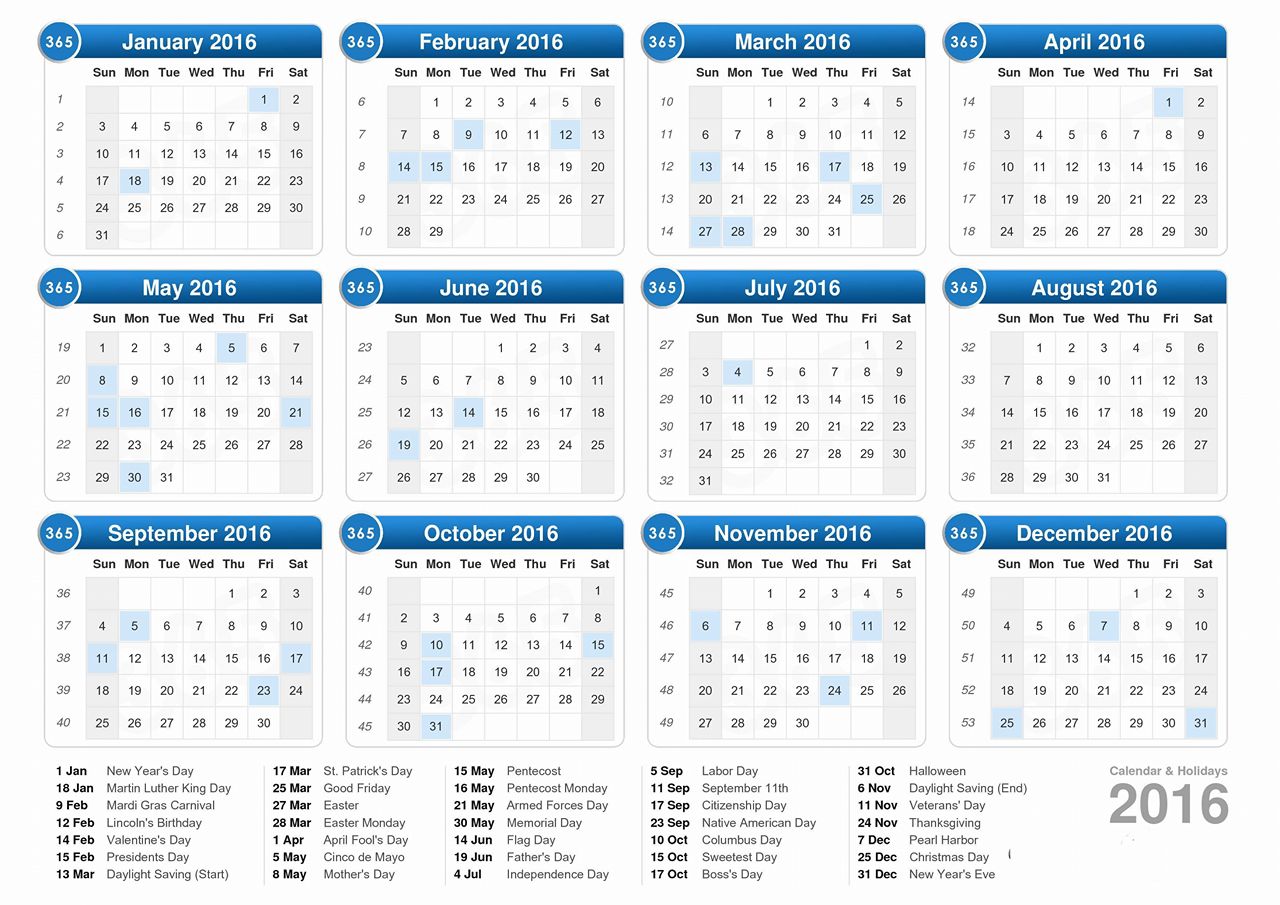 365 January 2016
Sun Mon Tue Wed Thu Fri Sat
1 1 2
2 3 4 5 6 7 8 9
3 10 11 12 13 14 15 16
4 17 18 19 20 21 22 23
5 24 25 26 27 28 29 30
6 31
365 February 2016
Sun Mon Tue Wed Thu Fri Sat
6 1 2 3 4 5 6
7 7 8 9 10 11 12 13
8 14 15 16 17 18 19 20
9 21 22 23 24 25 26 27
10 28 29
365 March 2016
Sun Mon Tue Wed Thu Fri Sat
10 1 2 3 4 5
11 6 7 8 9 10 11 12
12 13 14 15 16 17 18 19
13 20 21 22 23 24 25 26
14 27 28 29 30 31
365 April 2016
Sun Mon Tue Wed Thu Fri Sat
14 1 2
15 3 4 5 6 7 8 9
16 10 11 12 13 14 15 16
17 17 18 19 20 21 22 23
18 24 25 26 27 28 29 30
365 May 2016
Sun Mon Tue Wed Thu Fri Sat
19 1 2 3 4 5 6 7
20 8 9 10 11 12 13 14
21 15 16 17 18 19 20 21
22 22 23 24 25 26 27 28
23 29 30 31
365 June 2016
Sun Mon Tue Wed Thu Fri Sat
23 1 2 3 4
24 5 6 7 8 9 10 11
25 12 13 14 15 16 17 18
26 19 20 21 22 23 24 25
27 26 27 28 29 30
365 July 2016
Sun Mon Tue Wed Thu Fri Sat
27 1 2
28 3 4 5 6 7 8 9
29 10 11 12 13 14 15 16
30 17 18 19 20 21 22 23
31 24 25 26 27 28 29 30
32 31
365 August 2016
Sun Mon Tue Wed Thu Fri Sat
32 1 2 3 4 5 6
33 7 8 9 10 11 12 13
34 14 15 16 17 18 19 20
35 21 22 23 24 25 26 27
36 28 29 30 31
365 September 2016
Sun Mon Tue Wed Thu Fri Sat
36 1 2 3
37 4 5 6 7 8 9 10
38 11 12 13 14 15 16 17
39 18 19 20 21 22 23 24
40 25 26 27 28 29 30
365 October 2016
Sun Mon Tue Wed Thu Fri Sat
40 1
41 2 3 4 5 6 7 8
42 9 10 11 12 13 14 15
43 16 17 18 19 20 21 22
44 23 24 25 26 27 28 29
45 30 31
365 November 2016
Sun Mon Tue Wed Thu Fri Sat
45 1 2 3 4 5
46 6 7 8 9 10 11 12
47 13 14 15 16 17 18 19
48 20 21 22 23 24 25 26
49 27 28 29 30
365 December 2016
Sun Mon Tue Wed Thu Fri Sat
49 1 2 3
50 4 5 6 7 8 9 10
51 11 12 13 14 15 16 17
52 18 19 20 21 22 23 24
53 25 26 27 28 29 30 31
1 Jan New Year's Day
18 Jan Martin Luther King Day
9 Feb Mardi Gras Carnival
12 Feb Lincoln's Birthday
14 Feb Valentine's Day
15 Feb Presidents Day
13 Mar Daylight Saving (Start)
17 Mar St. Patrick's Day
25 Mar Good Friday
27 Mar Easter
28 Mar Easter Monday
1 Apr April Fool's Day
5 May Cinco de Mayo
8 May Mother's Day
15 May Pentecost
16 May Pentecost Monday
21 May Armed Forces Day
30 May Memorial Day
14 Jun Flag Day
19 Jun Father's Day
4 Jul Independence Day
5 Sep Labor Day
11 Sep September 11th
17 Sep Citizenship Day
23 Sep Native American Day
10 Oct Columbus Day
15 Oct Sweetest Day
17 Oct Boss's Day
31 Oct Halloween
6 Nov Daylight Saving (End)
11 Nov Veterans' Day
24 Nov Thanksgiving
7 Dec Pearl Harbor
25 Dec Christmas Day
31 Dec New Year's Eve
Calendar & Holidays
2016